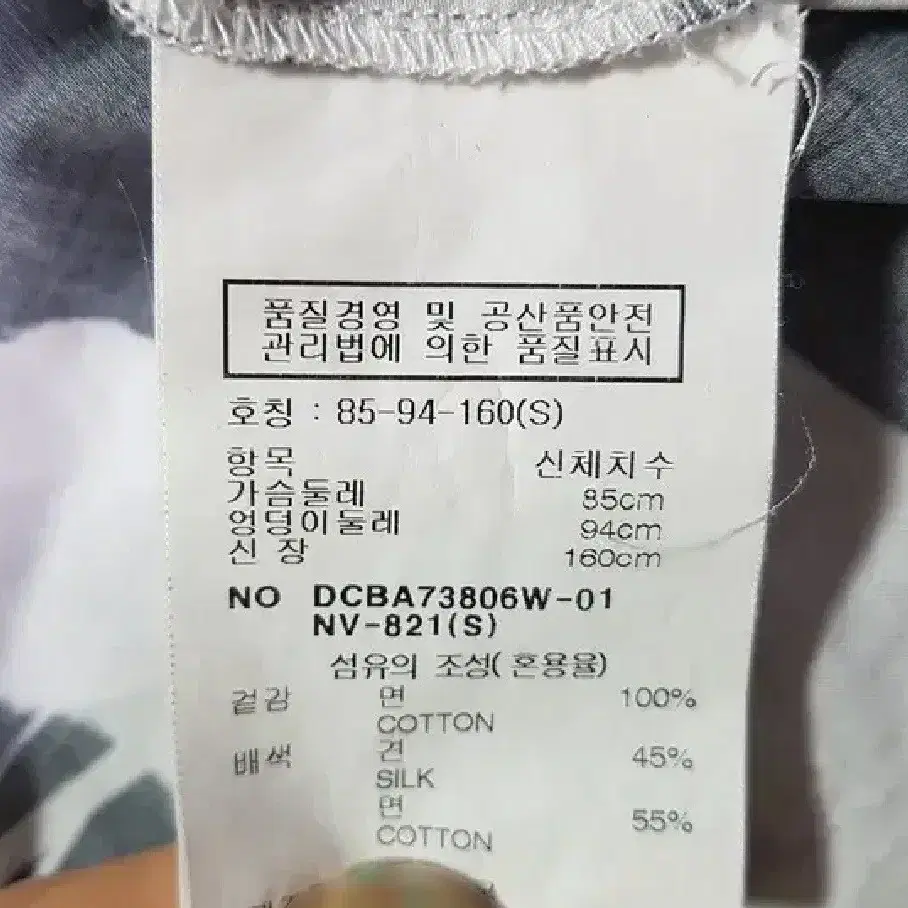 품질경영 및 공산품안전
관리법에 의한 품질표시
호칭 : 85-94-160(S)
항목 신체치수
가슴둘레 85cm
엉덩이둘레 94cm
신 장 160cm
NO DCBA73806W-01
NV-821(S)
섬유의 조성( 혼용율)
겉감 면 100%
COTTON
배색 견 45%
SILK
면 55%
COTTON